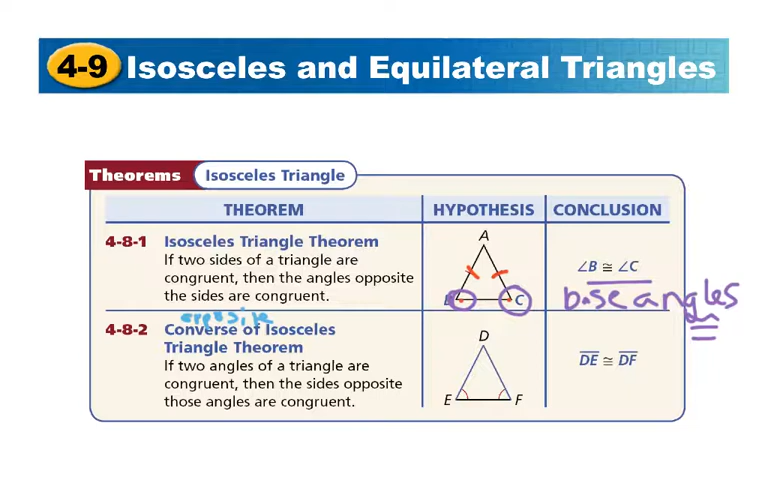 4-9 Isosceles and Equilateral Triangles
Theorems Isosceles Triangle
THEOREM HYPOTHESIS CONCLUSION
4-8-1 Isosceles Triangle Theorem
If two sides of a triangle are
congruent, then the angles opposite
the sides are congruent.
A
B C
∠B ≅ ∠C
base angles
4-8-2 Converse of Isosceles
Triangle Theorem
If two angles of a triangle are
congruent, then the sides opposite
those angles are congruent.
D
E F
DE ≅ DF